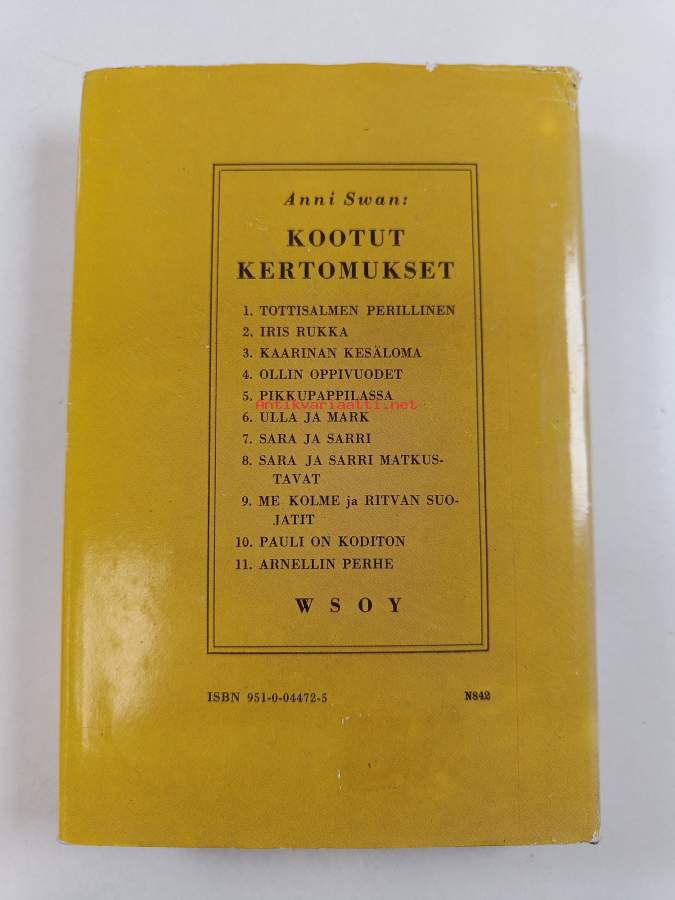 Anni Swan:
KOOTUT
KERTOMUKSET
1. TOTTISALMEN PERILLINEN
2. IRIS RUKKA
3. KAARINAN KESÄLOMA
4. OLLIN OPPIVUODET
5. PIKKUPAPPILASSA
Antikvariaatti.net
6. ULLA JA MARK
7. SARA JA SARRI
8. SARA JA SARRI MATKUS-
TAVAT
9. ME KOLME ja RITVAN SUO-
JATIT
10. PAULI ON KODITON
11. ARNELLIN PERHE
WSOY
ISBN 951-0-04472-5 N842